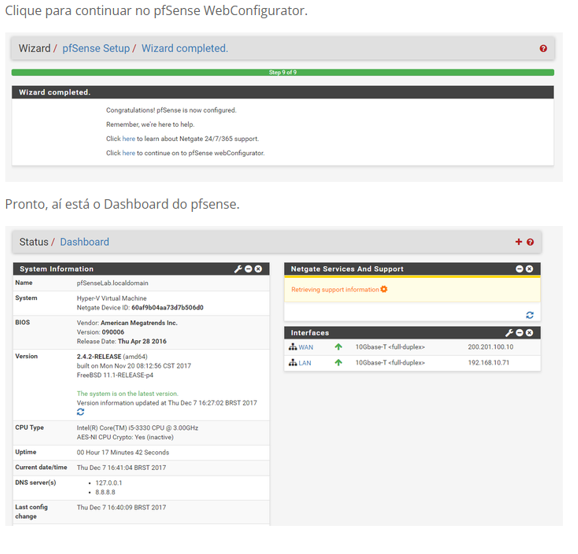 Clique para continuar no pfSense WebConfigurator.
Wizard / pfSense Setup / Wizard completed.
Step 9 of 9
Wizard completed.
Congratulations! pfSense is now configured.
Remember, we're here to help.
Click here to learn about Netgate 24/7/365 support.
Click here to continue on to pfSense webConfigurator.
Pronto, aí está o Dashboard do pfsense.
Status / Dashboard
System Information
Name pfSenseLab.localdomain
System Hyper-V Virtual Machine
Netgate Device ID: 60af9b04aa73d7b506d0
BIOS Vendor: American Megatrends Inc.
Version: 090006
Release Date: Thu Apr 28 2016
Version 2.4.2-RELEASE (amd64)
built on Mon Nov 20 08:12:56 CST 2017
FreeBSD 11.1-RELEASE-p4
The system is on the latest version.
Version information updated at Thu Dec 7 16:27:02 BRST 2017
CPU Type Intel(R) Core(TM) i5-3330 CPU @ 3.00GHz
AES-NI CPU Crypto: Yes (inactive)
Uptime 00 Hour 17 Minutes 42 Seconds
Current date/time Thu Dec 7 16:41:04 BRST 2017
DNS server(s) • 127.0.0.1
• 8.8.8.8
Last config change Thu Dec 7 16:40:09 BRST 2017
Netgate Services And Support
Retrieving support information
Interfaces
WAN 10Gbase-T <full-duplex> 200.201.100.10
LAN 10Gbase-T <full-duplex> 192.168.10.71